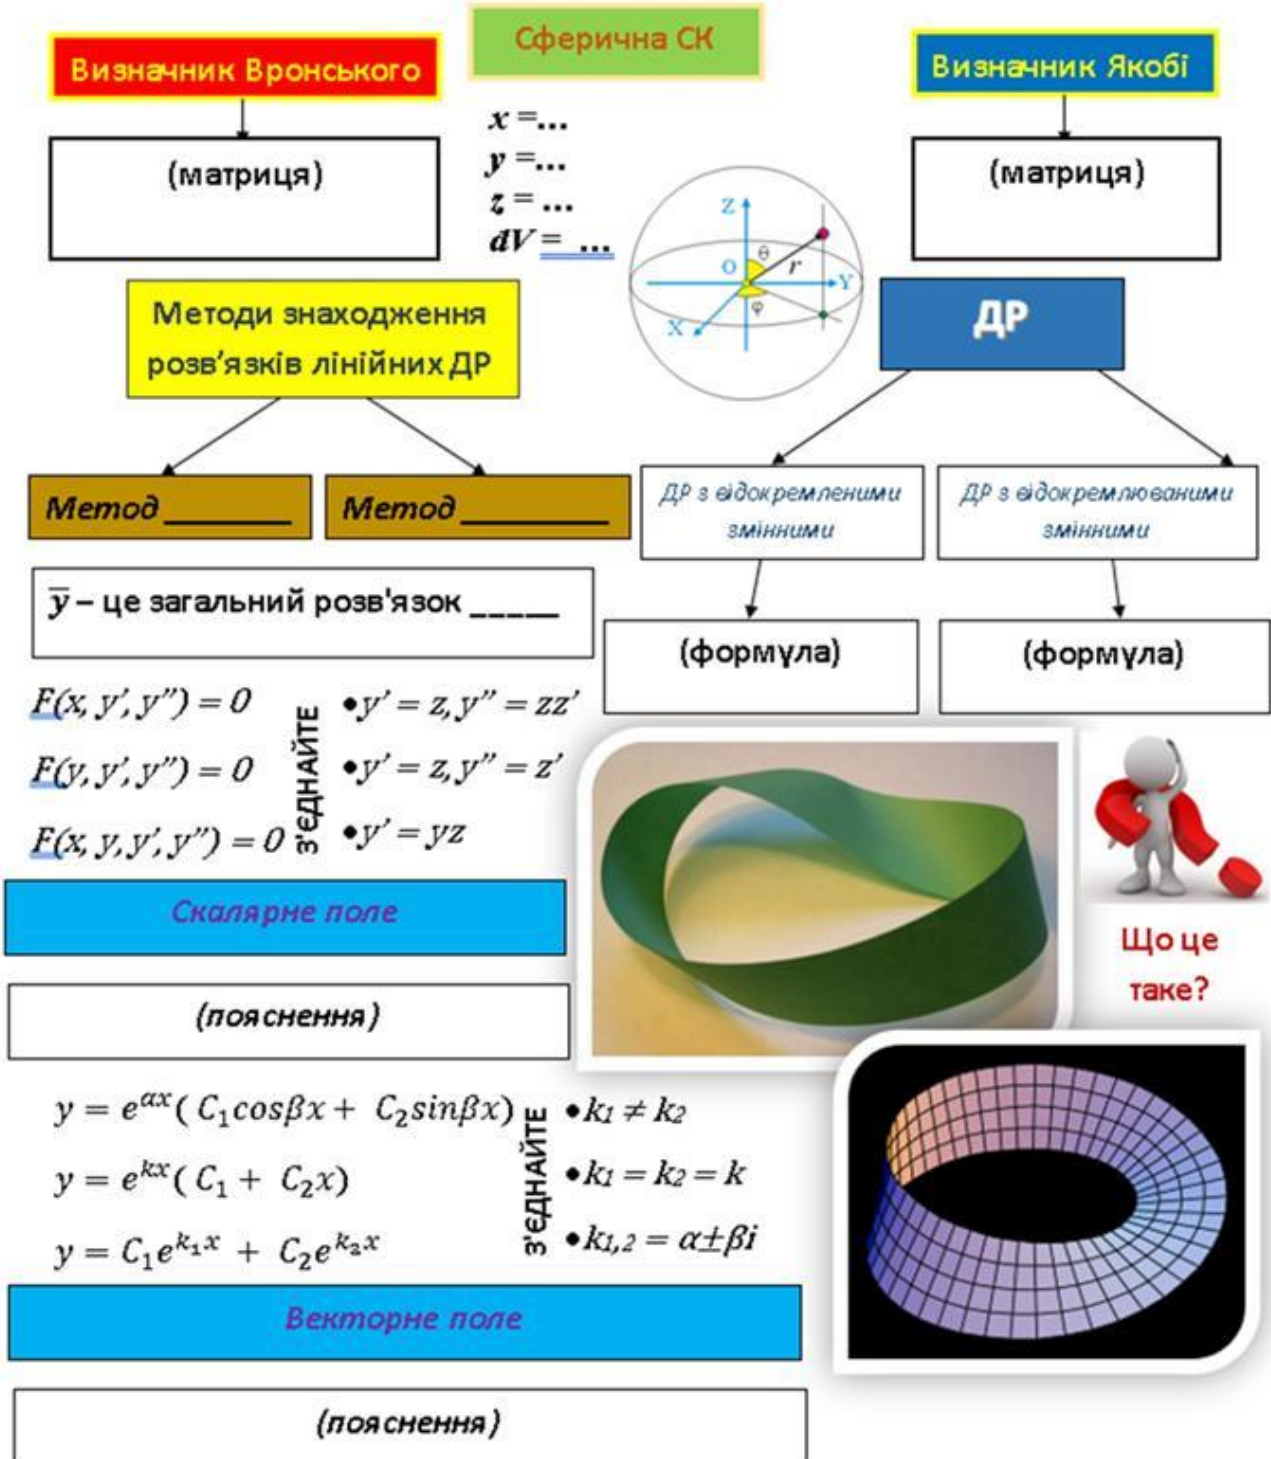 Сферична СК
Визначник Вронського
Визначник Якобі
(матриця)
x =...
y =...
z = ...
dV = ...
(матриця)
Z
θ
O
r
Y
φ
X
Методи знаходження
розв’язків лінійних ДР
ДР
Метод _______
Метод ________
ДР з відокремленими
змінними
ДР з відокремлюваними
змінними
y̅ – це загальний розв'язок _____
(формула)
(формула)
F(x, y′, y″) = 0
F(y, y′, y″) = 0
F(x, y, y′, y″) = 0
З'ЄДНАЙТЕ
•y′ = z, y″ = zz′
•y′ = z, y″ = z′
•y′ = yz
Скалярне поле
(пояснення)
Що це
таке?
y = e^{αx}( C₁cosβx + C₂sinβx)
y = e^{kx}( C₁ + C₂x)
y = C₁e^{k₁x} + C₂e^{k₂x}
З'ЄДНАЙТЕ
•k₁ ≠ k₂
•k₁ = k₂ = k
•k₁,₂ = α±βi
Векторне поле
(пояснення)